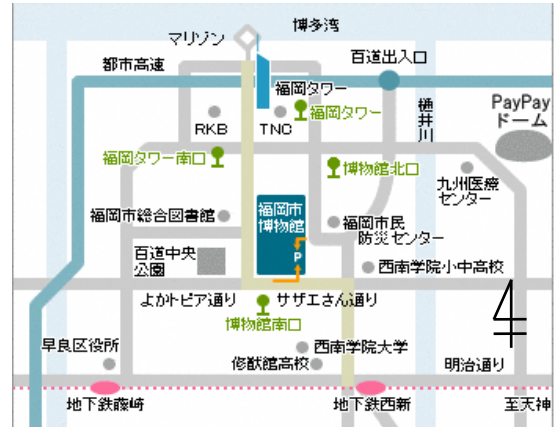 博多湾
マリゾン
都市高速
百道出入口
福岡タワー
福岡タワー
樋井川
PayPay
ドーム
RKB
TNC
福岡タワー南口
博物館北口
九州医療
センター
福岡市総合図書館
福岡市
博物館
福岡市民
防災センター
P
百道中央
公園
西南学院小中高校
よかトピア通り
サザエさん通り
博物館南口
早良区役所
西南学院大学
修猷館高校
明治通り
地下鉄藤崎
地下鉄西新
至天神